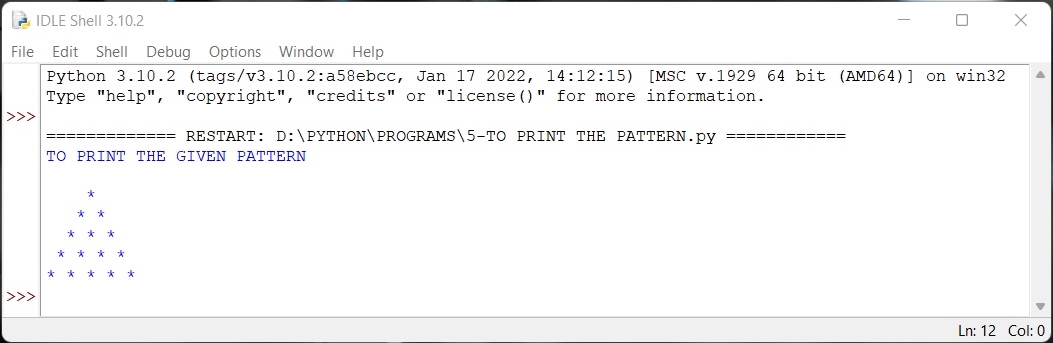 IDLE Shell 3.10.2
File Edit Shell Debug Options Window Help
Python 3.10.2 (tags/v3.10.2:a58ebcc, Jan 17 2022, 14:12:15) [MSC v.1929 64 bit (AMD64)] on win32
Type "help", "copyright", "credits" or "license()" for more information.
>>>
============= RESTART: D:\PYTHON\PROGRAMS\5-TO PRINT THE PATTERN.py ============
TO PRINT THE GIVEN PATTERN
    *
   * *
  * * *
 * * * *
* * * * *
>>>
Ln: 12 Col: 0